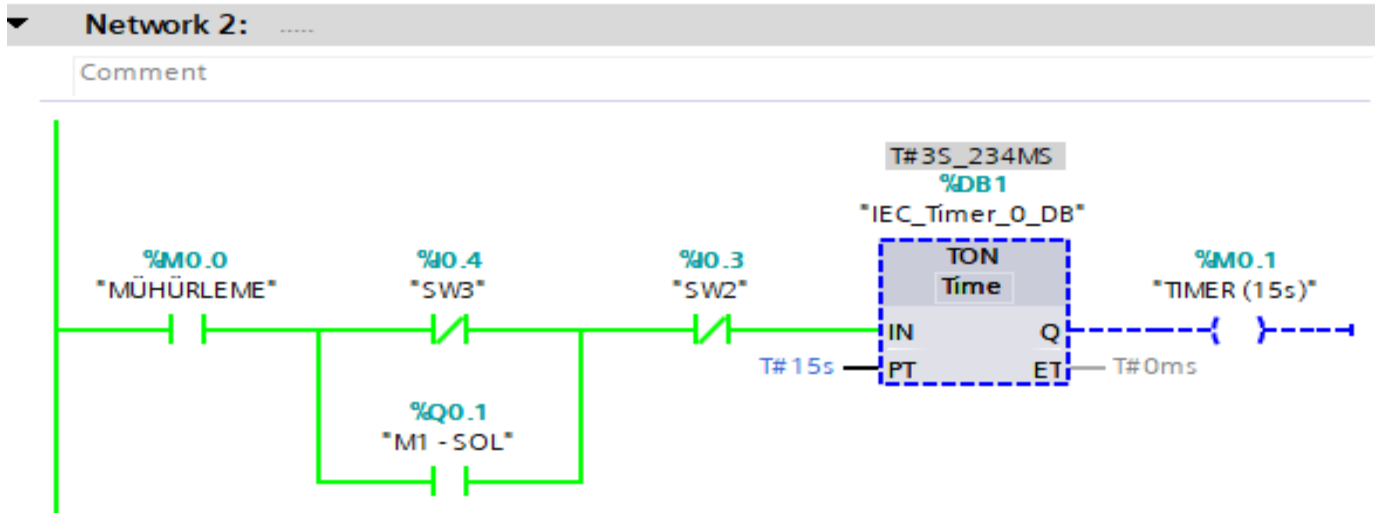 Network 2: .....
Comment
T#3S_234MS
%DB1
"IEC_Timer_0_DB"
%M0.0
"MÜHÜRLEME"
%I0.4
"SW3"
%I0.3
"SW2"
TON
Time
%M0.1
"TIMER (15s)"
IN
Q
T#15s
PT
ET
T#0ms
%Q0.1
"M1 - SOL"